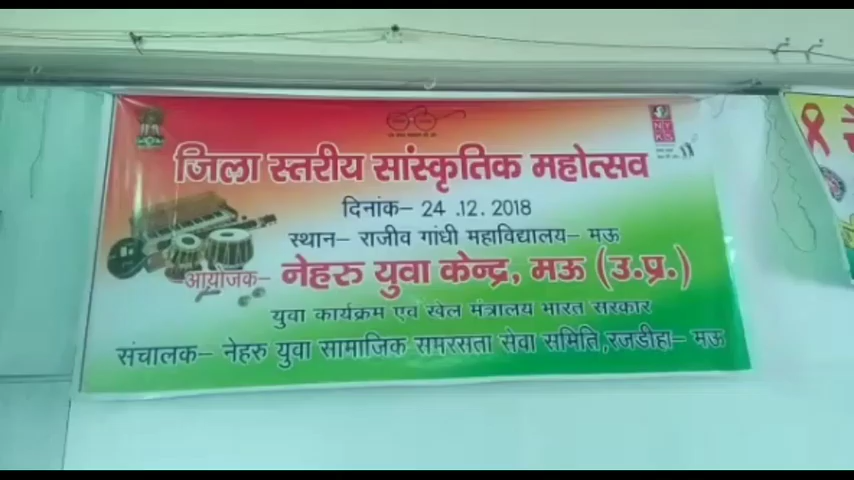 जिला स्तरीय सांस्कृतिक महोत्सव
दिनांक- 24 .12. 2018
स्थान- राजीव गांधी महाविद्यालय- मऊ
आयोजक- नेहरु युवा केन्द्र, मऊ (उ.प्र.)
युवा कार्यक्रम एवं खेल मंत्रालय भारत सरकार
संचालक- नेहरु युवा सामाजिक समरसता सेवा समिति,रजडीहा- मऊ